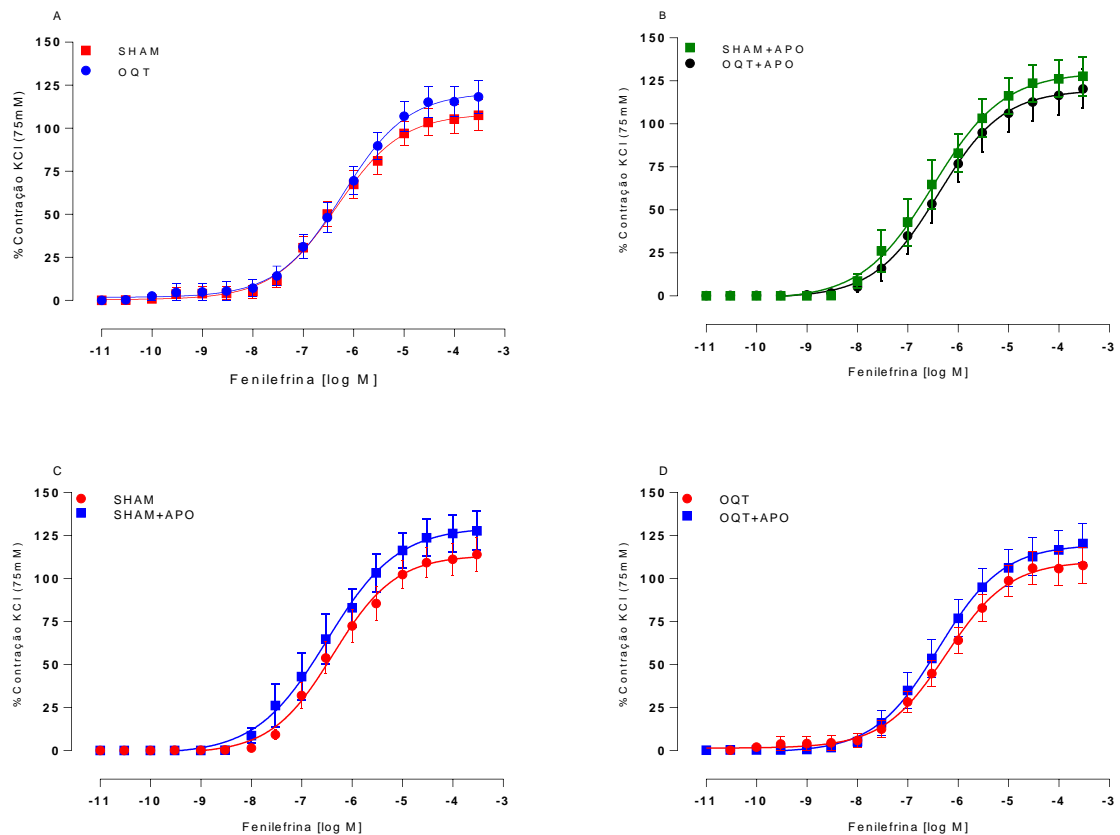 A
150
125
100
75
50
25
0
%Contração KCl (75mM)
SHAM
OQT
-11 -10 -9 -8 -7 -6 -5 -4 -3
Fenilefrina [log M]
B
150
125
100
75
50
25
0
%Contração KCl (75mM)
SHAM+APO
OQT+APO
-11 -10 -9 -8 -7 -6 -5 -4 -3
Fenilefrina [log M]
C
150
125
100
75
50
25
0
%Contração KCl (75mM)
SHAM
SHAM+APO
-11 -10 -9 -8 -7 -6 -5 -4 -3
Fenilefrina [log M]
D
150
125
100
75
50
25
0
%Contração KCl (75mM)
OQT
OQT+APO
-11 -10 -9 -8 -7 -6 -5 -4 -3
Fenilefrina [log M]